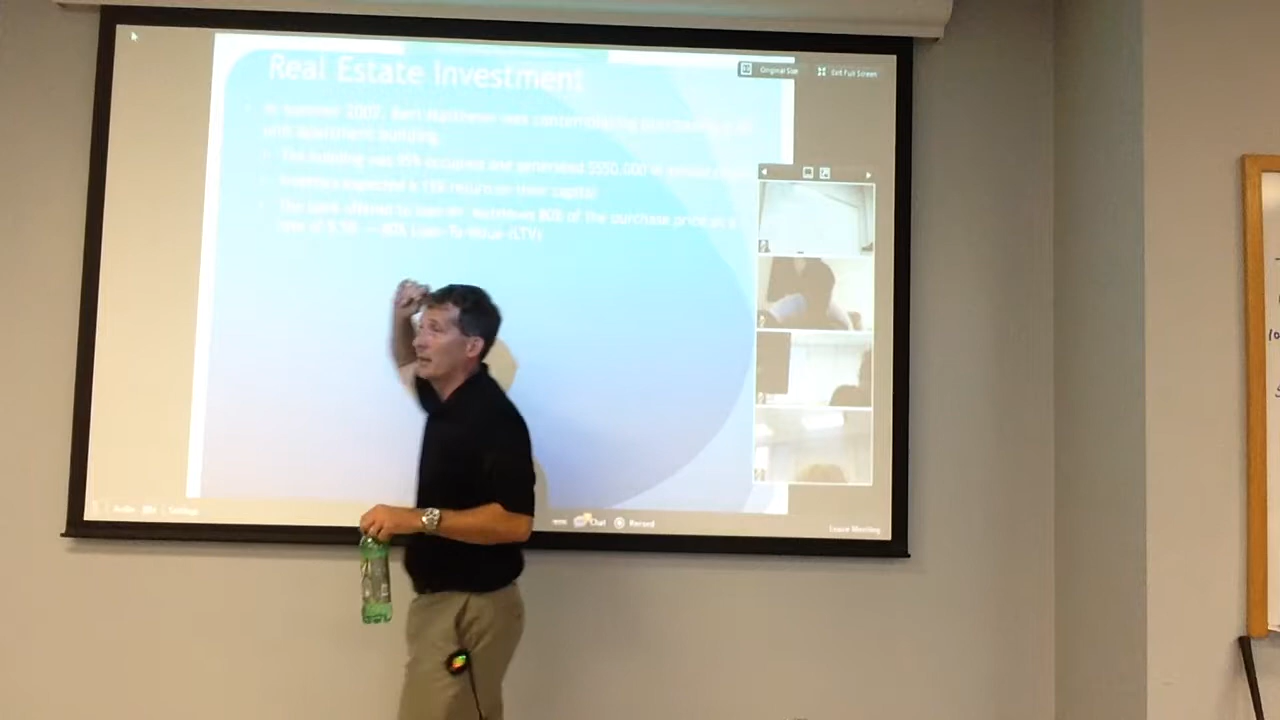 Original Size
Exit Full Screen
Real Estate Investment
In summer 2007, Bert Matthews was contemplating purchasing a
unit apartment building.
The building was 95% occupied and generated $550,000 in annual
Investors expected a 15% return on their capital
The bank offered to loan Mr. Matthews 80% of the purchase price at a
rate of - 80% Loan-To-Value (LTV)
Audio
Settings
Chat
Record
Leave Meeting